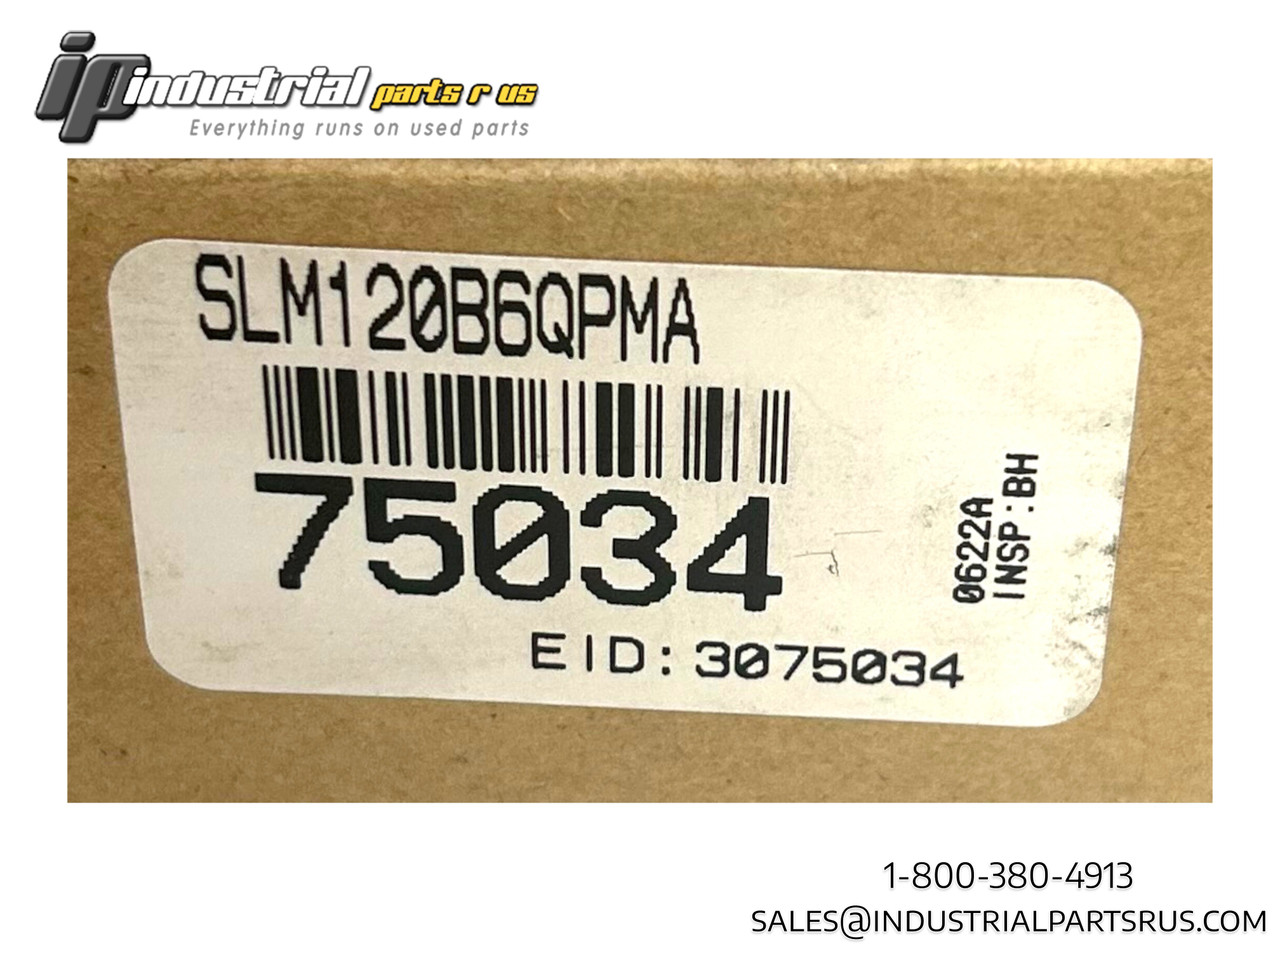 ip industrial parts r us
Everything runs on used parts
SLM120B6QPMA
75034
EID: 3075034
0622A
INSP:BH
1-800-380-4913
SALES@INDUSTRIALPARTSRUS.COM